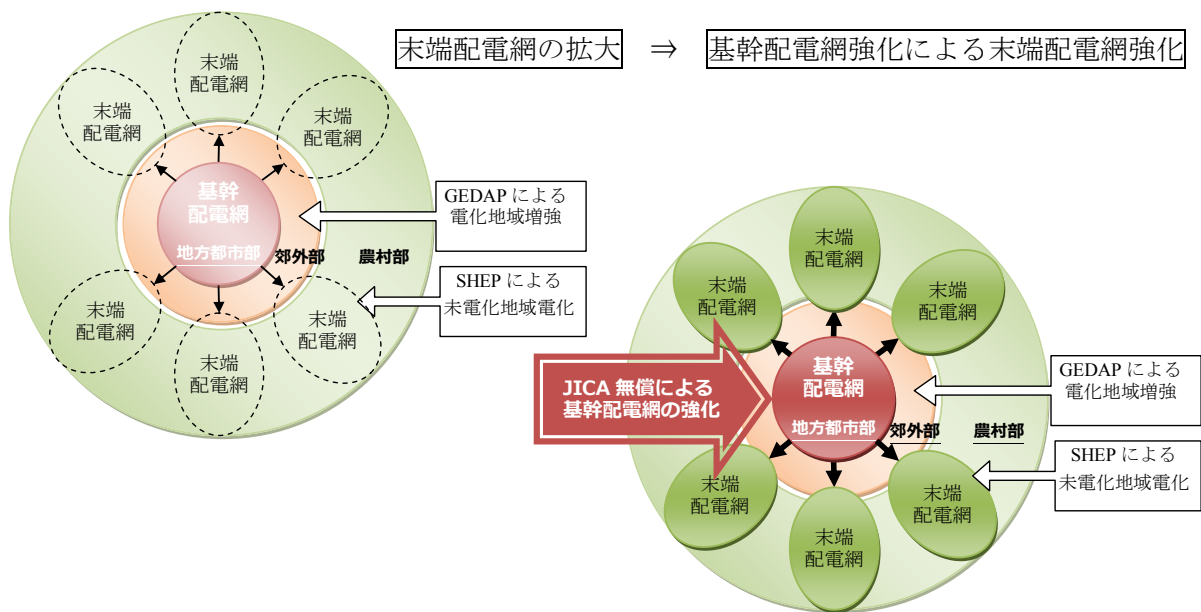 末端配電網の拡大 ⇒ 基幹配電網強化による末端配電網強化
末端
配電網
末端
配電網
末端
配電網
基幹
配電網
地方都市部
郊外部
農村部
GEDAP による
電化地域増強
SHEP による
未電化地域電化
末端
配電網
末端
配電網
末端
配電網
末端
配電網
末端
配電網
末端
配電網
JICA 無償による
基幹配電網の強化
基幹
配電網
地方都市部
郊外部
農村部
GEDAP による
電化地域増強
SHEP による
未電化地域電化
末端
配電網
末端
配電網
末端
配電網